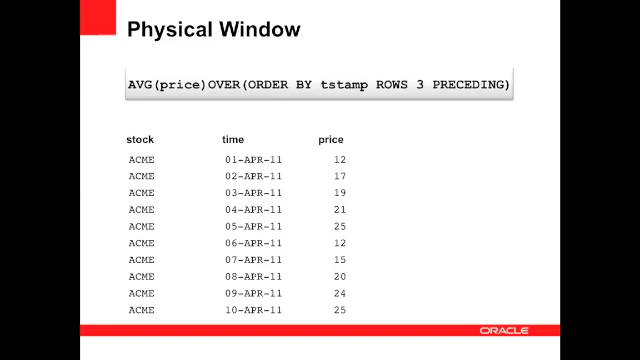 Physical Window
AVG(price)OVER(ORDER BY tstamp ROWS 3 PRECEDING)
stock time price
ACME 01-APR-11 12
ACME 02-APR-11 17
ACME 03-APR-11 19
ACME 04-APR-11 21
ACME 05-APR-11 25
ACME 06-APR-11 12
ACME 07-APR-11 15
ACME 08-APR-11 20
ACME 09-APR-11 24
ACME 10-APR-11 25
ORACLE